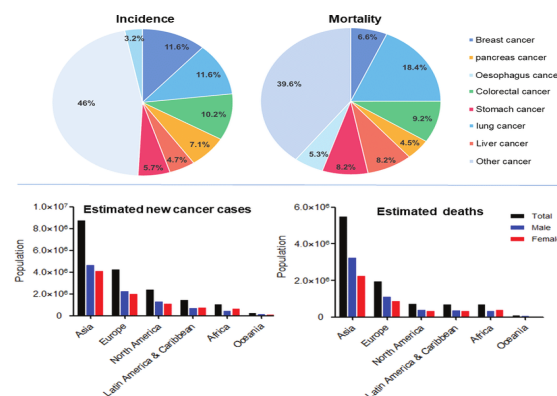 Incidence
3.2%
11.6%
11.6%
10.2%
7.1%
4.7%
5.7%
46%
Mortality
6.6%
18.4%
9.2%
4.5%
8.2%
8.2%
5.3%
39.6%
Breast cancer
pancreas cancer
Oesophagus cance
Colorectal cancer
Stomach cancer
lung cancer
Liver cancer
Other cancer
Estimated new cancer cases
Population
1.0×10⁷
8.0×10⁶
6.0×10⁶
4.0×10⁶
2.0×10⁶
0
Total
Male
Female
Asia
Europe
North America
Latin America & Caribbean
Africa
Oceania
Estimated deaths
Population
6.0×10⁶
4.0×10⁶
2.0×10⁶
0
Total
Male
Female
Asia
Europe
North America
Latin America & Caribbean
Africa
Oceania